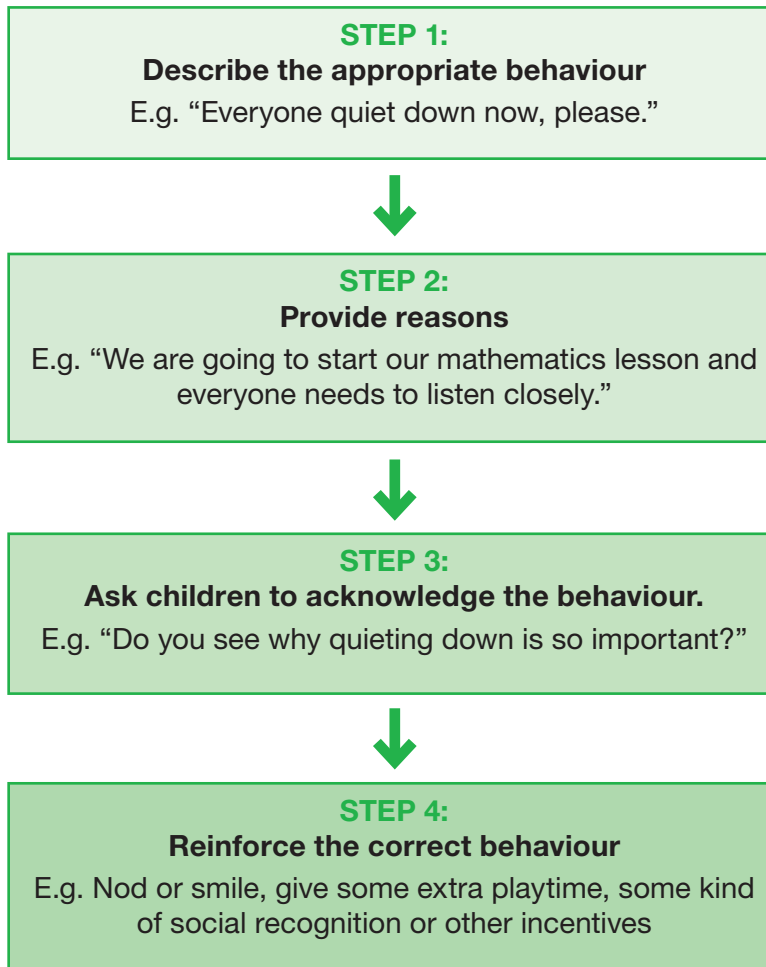 STEP 1:
Describe the appropriate behaviour
E.g. “Everyone quiet down now, please.”
STEP 2:
Provide reasons
E.g. “We are going to start our mathematics lesson and
everyone needs to listen closely.”
STEP 3:
Ask children to acknowledge the behaviour.
E.g. “Do you see why quieting down is so important?”
STEP 4:
Reinforce the correct behaviour
E.g. Nod or smile, give some extra playtime, some kind
of social recognition or other incentives